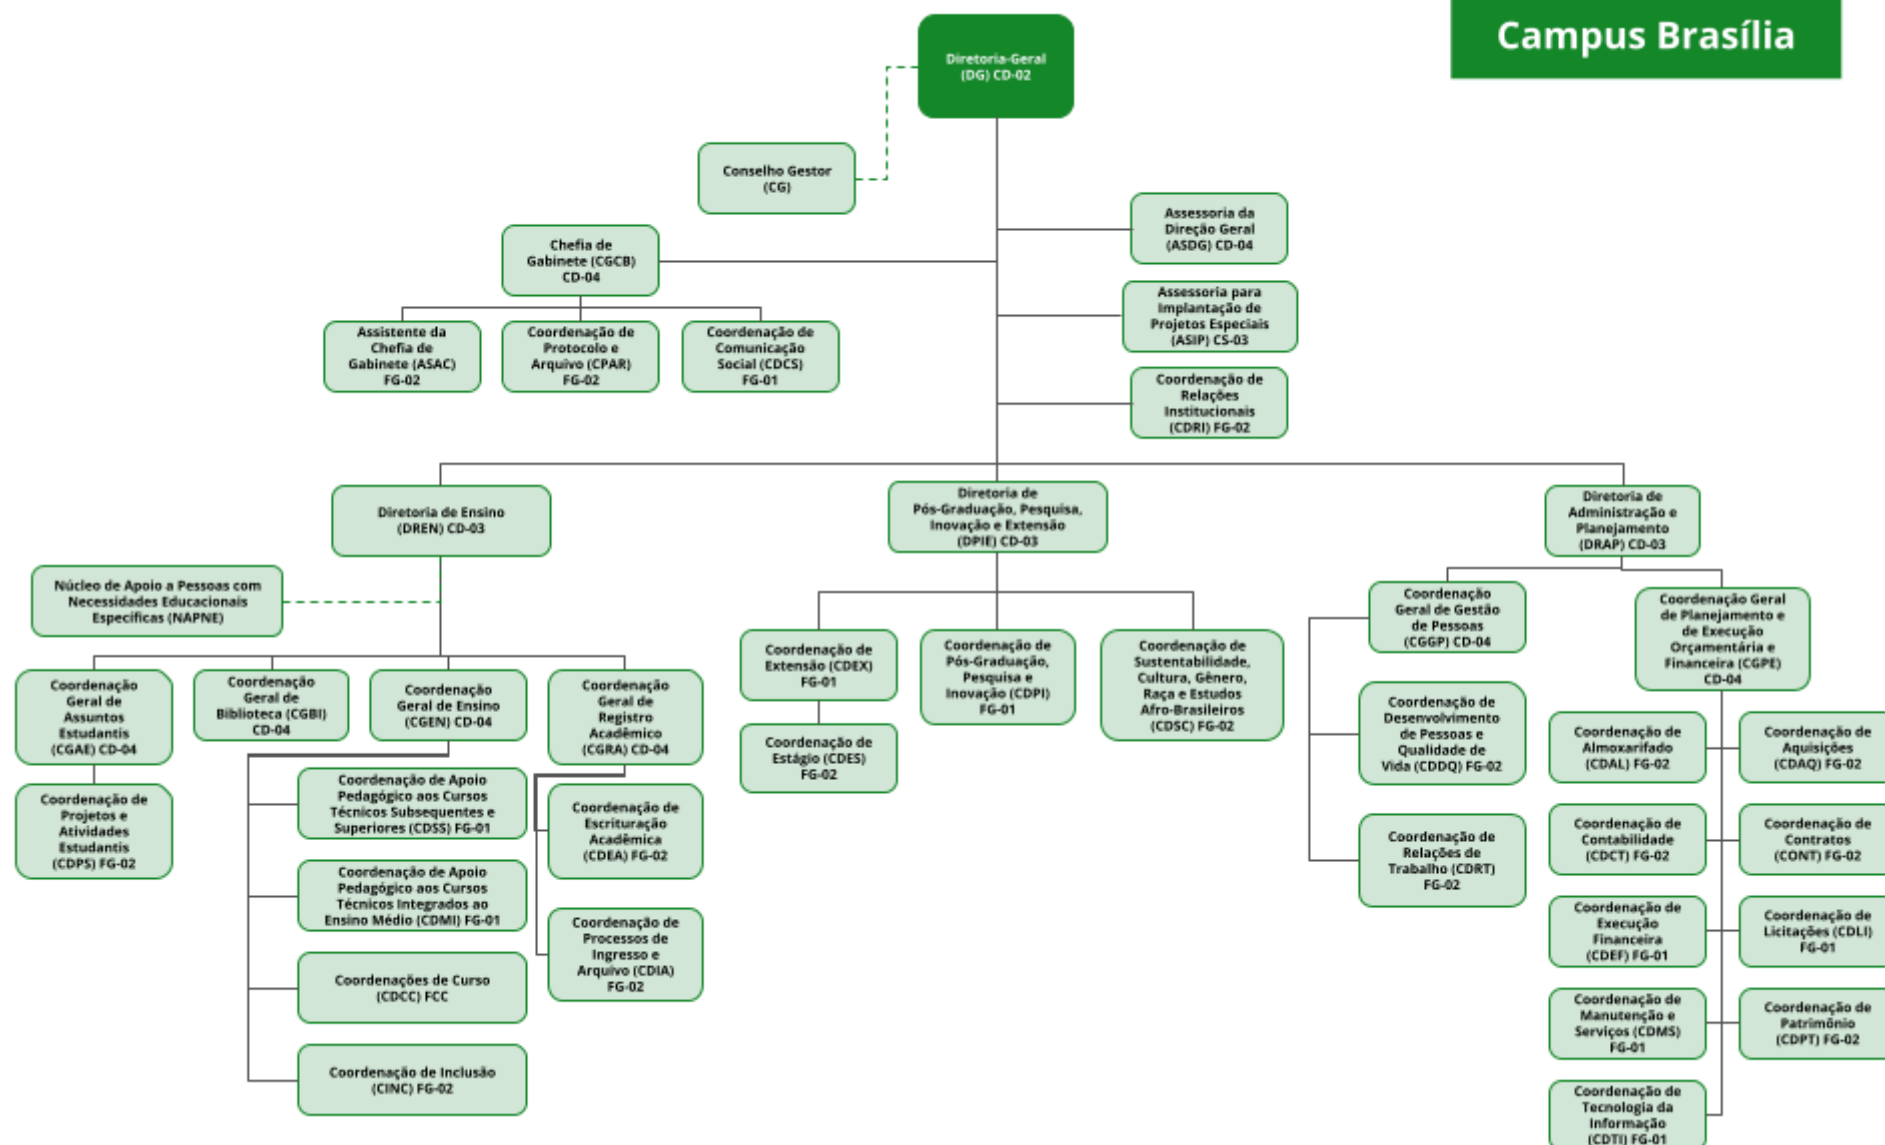 Campus Brasília
Diretoria-Geral
(DG) CD-02
Conselho Gestor
(CG)
Assessoria da
Direção Geral
(ASDG) CD-04
Chefia de
Gabinete (CGCB)
CD-04
Assessoria para
Implantação de
Projetos Especiais
(ASIP) CS-03
Assistente da
Chefia de
Gabinete (ASAC)
FG-02
Coordenação de
Protocolo e
Arquivo (CPAR)
FG-02
Coordenação de
Comunicação
Social (CDCS)
FG-01
Coordenação de
Relações
Institucionais
(CDRI) FG-02
Diretoria de Ensino
(DREN) CD-03
Diretoria de
Pós-Graduação, Pesquisa,
Inovação e Extensão
(DPIE) CD-03
Diretoria de
Administração e
Planejamento
(DRAP) CD-03
Núcleo de Apoio a Pessoas com
Necessidades Educacionais
Específicas (NAPNE)
Coordenação
Geral de
Assuntos
Estudantis
(CGAE) CD-04
Coordenação
Geral de
Biblioteca (CGBI)
CD-04
Coordenação
Geral de Ensino
(CGEN) CD-04
Coordenação
Geral de
Registro
Acadêmico
(CGRA) CD-04
Coordenação de
Projetos e
Atividades
Estudantis
(CDPS) FG-02
Coordenação de Apoio
Pedagógico aos Cursos
Técnicos Subsequentes e
Superiores (CDSS) FG-01
Coordenação de Apoio
Pedagógico aos Cursos
Técnicos Integrados ao
Ensino Médio (CDMI) FG-01
Coordenações de Curso
(CDCC) FCC
Coordenação de Inclusão
(CINC) FG-02
Coordenação de
Escrituração
Acadêmica
(CDEA) FG-02
Coordenação de
Processos de
Ingresso e
Arquivo (CDIA)
FG-02
Coordenação de
Extensão (CDEX)
FG-01
Coordenação de
Pós-Graduação,
Pesquisa e
Inovação (CDPI)
FG-01
Coordenação de
Sustentabilidade,
Cultura, Gênero,
Raça e Estudos
Afro-Brasileiros
(CDSC) FG-02
Coordenação de
Estágio (CDES)
FG-02
Coordenação
Geral de Gestão
de Pessoas
(CGGP) CD-04
Coordenação Geral
de Planejamento e
de Execução
Orçamentária e
Financeira (CGPE)
CD-04
Coordenação de
Desenvolvimento
de Pessoas e
Qualidade de
Vida (CDDQ) FG-02
Coordenação de
Relações de
Trabalho (CDRT)
FG-02
Coordenação de
Almoxarifado
(CDAL) FG-02
Coordenação de
Aquisições
(CDAQ) FG-02
Coordenação de
Contabilidade
(CDCT) FG-02
Coordenação de
Contratos
(CONT) FG-02
Coordenação de
Execução
Financeira
(CDEF) FG-01
Coordenação de
Licitações (CDLI)
FG-01
Coordenação de
Manutenção e
Serviços (CDMS)
FG-01
Coordenação de
Patrimônio
(CDPT) FG-02
Coordenação de
Tecnologia da
Informação
(CDTI) FG-01